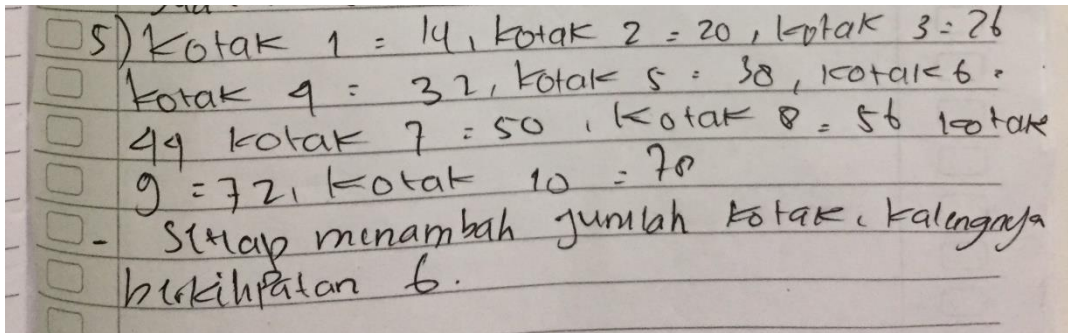 5) Kotak 1 = 14, kotak 2 = 20, kotak 3 = 26
kotak 4 = 32, kotak 5 = 38, kotak 6 =
44 kotak 7 = 50, kotak 8 = 56 kotak
9 = 72, kotak 10 = 78
- Setiap menambah jumlah kotak, kalengnya
berkilipatan 6.